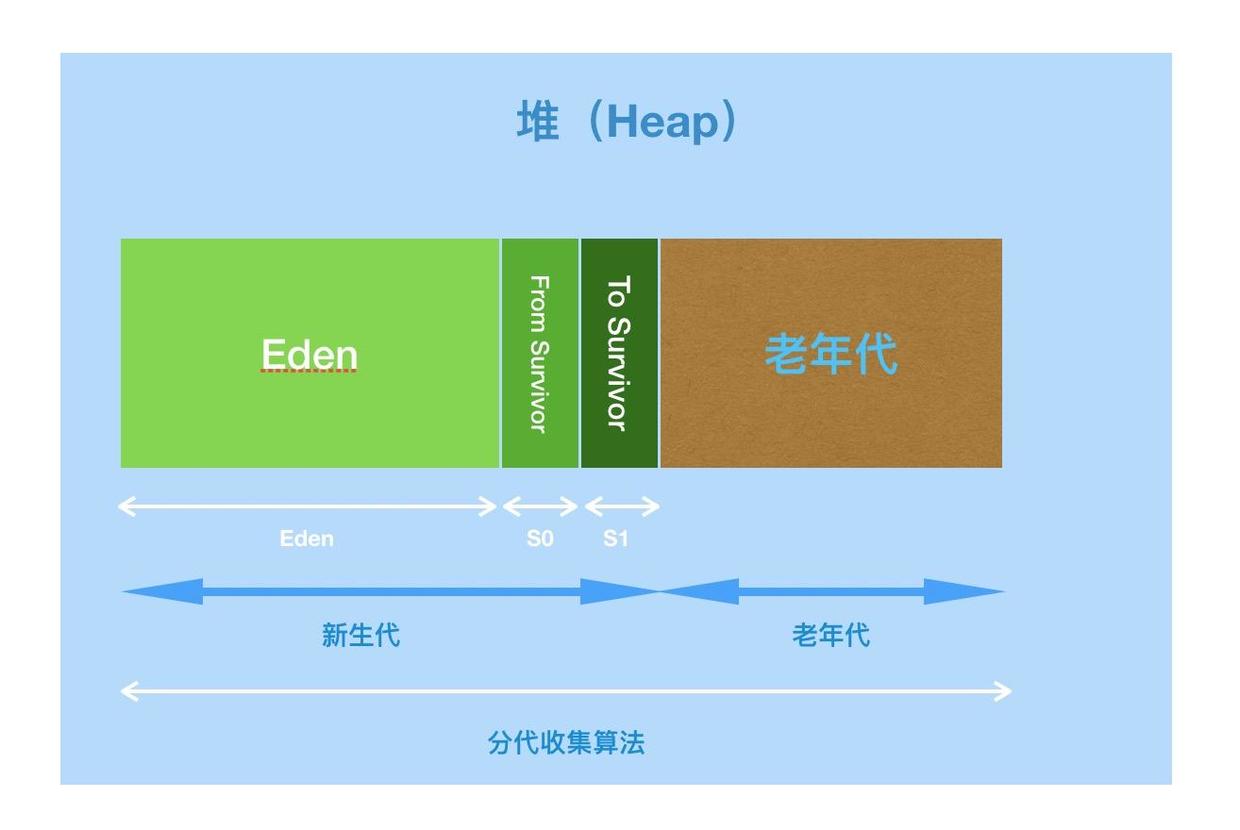 堆（Heap）
Eden
From Survivor
To Survivor
老年代
Eden
S0
S1
新生代
老年代
分代收集算法